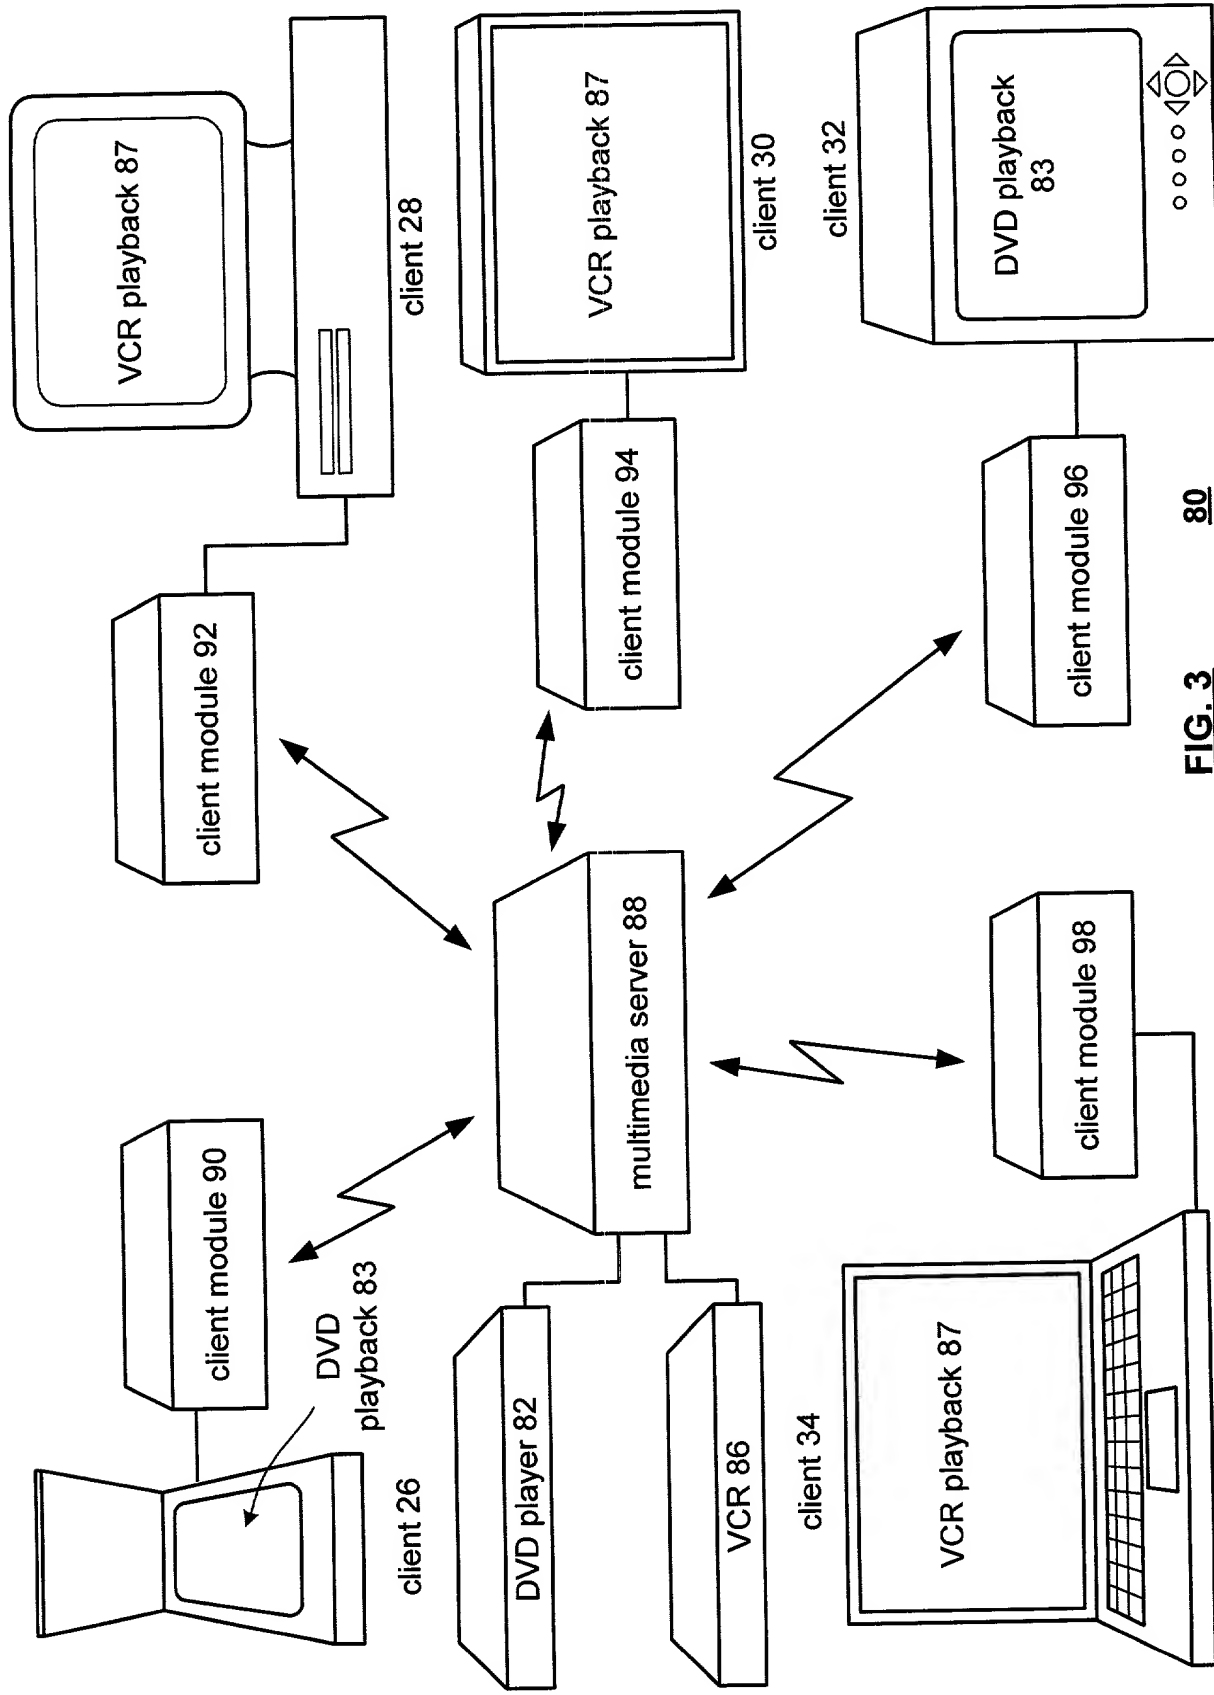 DVD
playback 83
client module 90
client 26
client module 92
VCR playback 87
client 28
DVD player 82
VCR 86
multimedia server 88
client module 94
VCR playback 87
client 30
client 34
VCR playback 87
client module 98
client module 96
client 32
DVD playback
83
FIG. 3
80